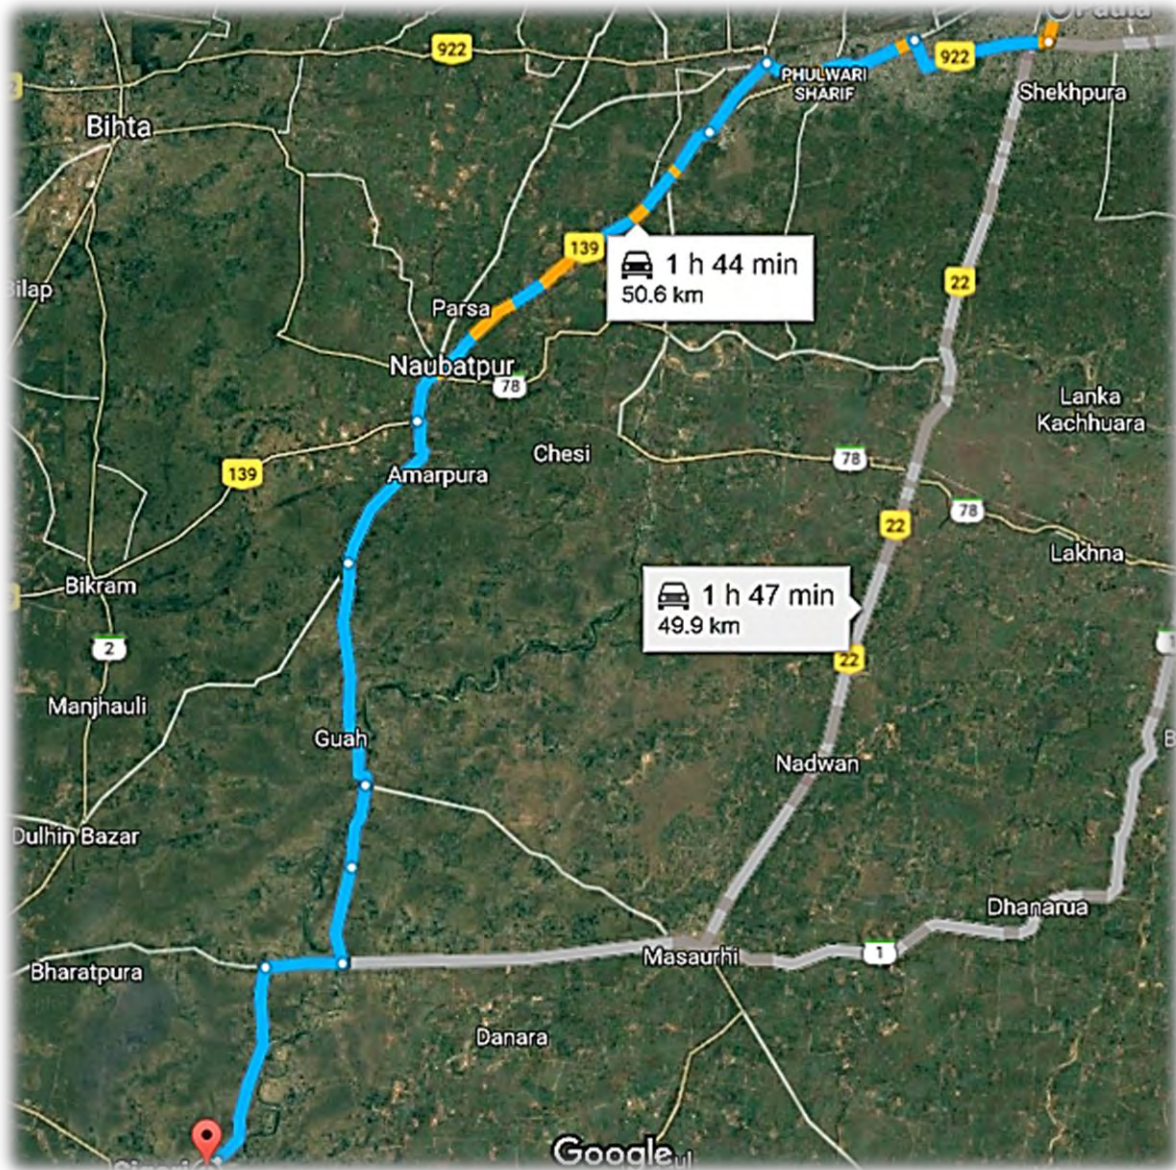 Patna
922
922
PHULWARI
SHARIF
Shekhpura
Bihta
139
1 h 44 min
50.6 km
22
Parsa
Naubatpur
78
Lanka
Kachhuara
139
Chesi
78
Amarpura
78
22
Lakhna
Bikram
1 h 47 min
49.9 km
2
22
Manjhauli
Guah
Nadwan
Dulhin Bazar
Dhanarua
Masaurhi
1
Bharatpura
Danara
Google